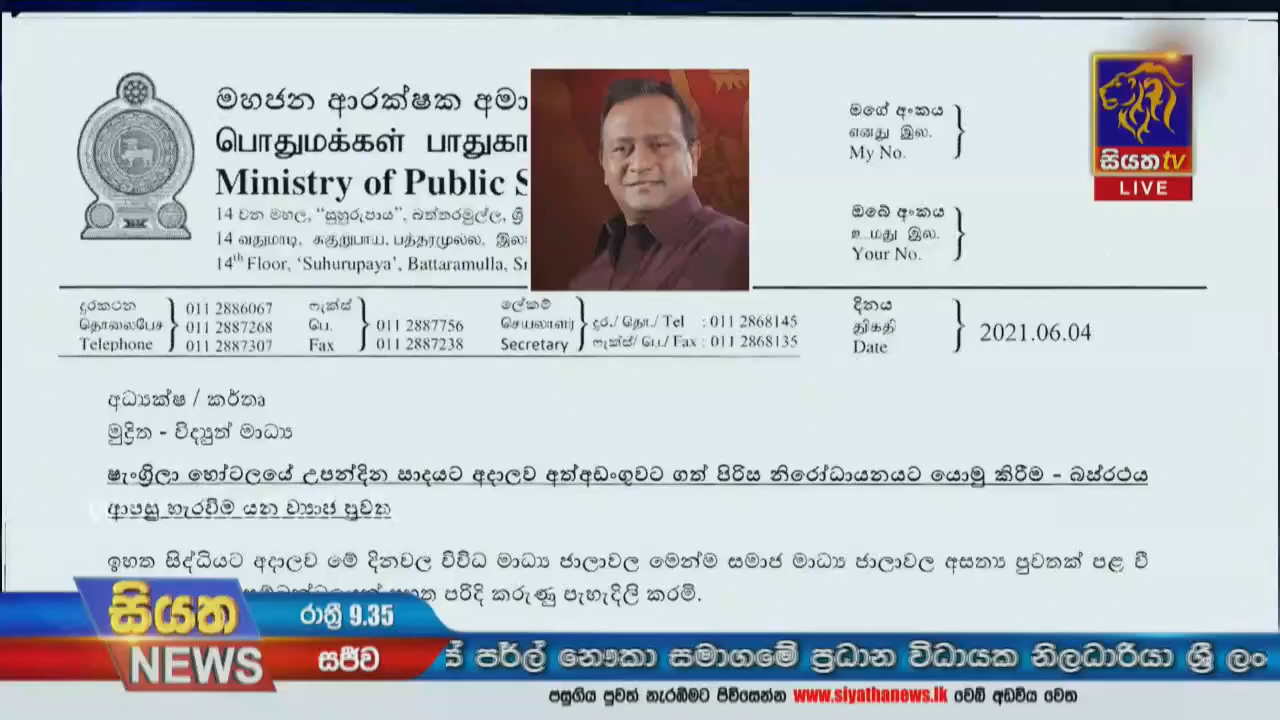 මහජන ආරක්ෂක අමා
பொதுமக்கள் பாதுகா
Ministry of Public S
14 වන මහල, “සුහුරුපාය”, බත්තරමුල්ල, ශ්‍රී
14 வதுமாடி, சுகுறுபாய, பத்தரமுல்ல, இல
14th Floor, ‘Suhurupaya’, Battaramulla, Sr
මගේ අංකය
எனது இல.
My No.
ඔබේ අංකය
உமது இல.
Your No.
සියත tv
LIVE
දුරකථන
தொலைபேச
Telephone
011 2886067
011 2887268
011 2887307
ෆැක්ස්
பெ.
Fax
011 2887756
011 2887238
ලේකම්
செயலாளர்
Secretary
දුර./ தொ./ Tel : 011 2868145
ෆැක්ස්/ பெ./ Fax : 011 2868135
දිනය
திகதி
Date
2021.06.04
අධ්‍යක්ෂ / කර්තෘ
මුද්‍රිත - විද්‍යුත් මාධ්‍ය
ෂැංග්‍රිලා හෝටලයේ උපන්දින සාදයට අදාලව අත්අඩංගුවට ගත් පිරිස නිරෝධායනයට යොමු කිරීම - බස්රථය
ආපසු හැරවීම යන ව්‍යාජ පුවත
ඉහත සිද්ධියට අදාලව මේ දිනවල විවිධ මාධ්‍ය ජාලාවල මෙන්ම සමාජ මාධ්‍ය ජාලාවල අසත්‍ය පුවතක් පළ වී
පරිදි කරුණු පැහැදිලි කරමි.
සියත
NEWS
රාත්‍රී 9.35
සජීව
ස් පර්ල් නෞකා සමාගමේ ප්‍රධාන විධායක නිලධාරියා ශ්‍රී ලං
පසුගිය පුවත් නැරඹීමට පිවිසෙන්න www.siyathanews.lk වෙබ් අඩවිය වෙත